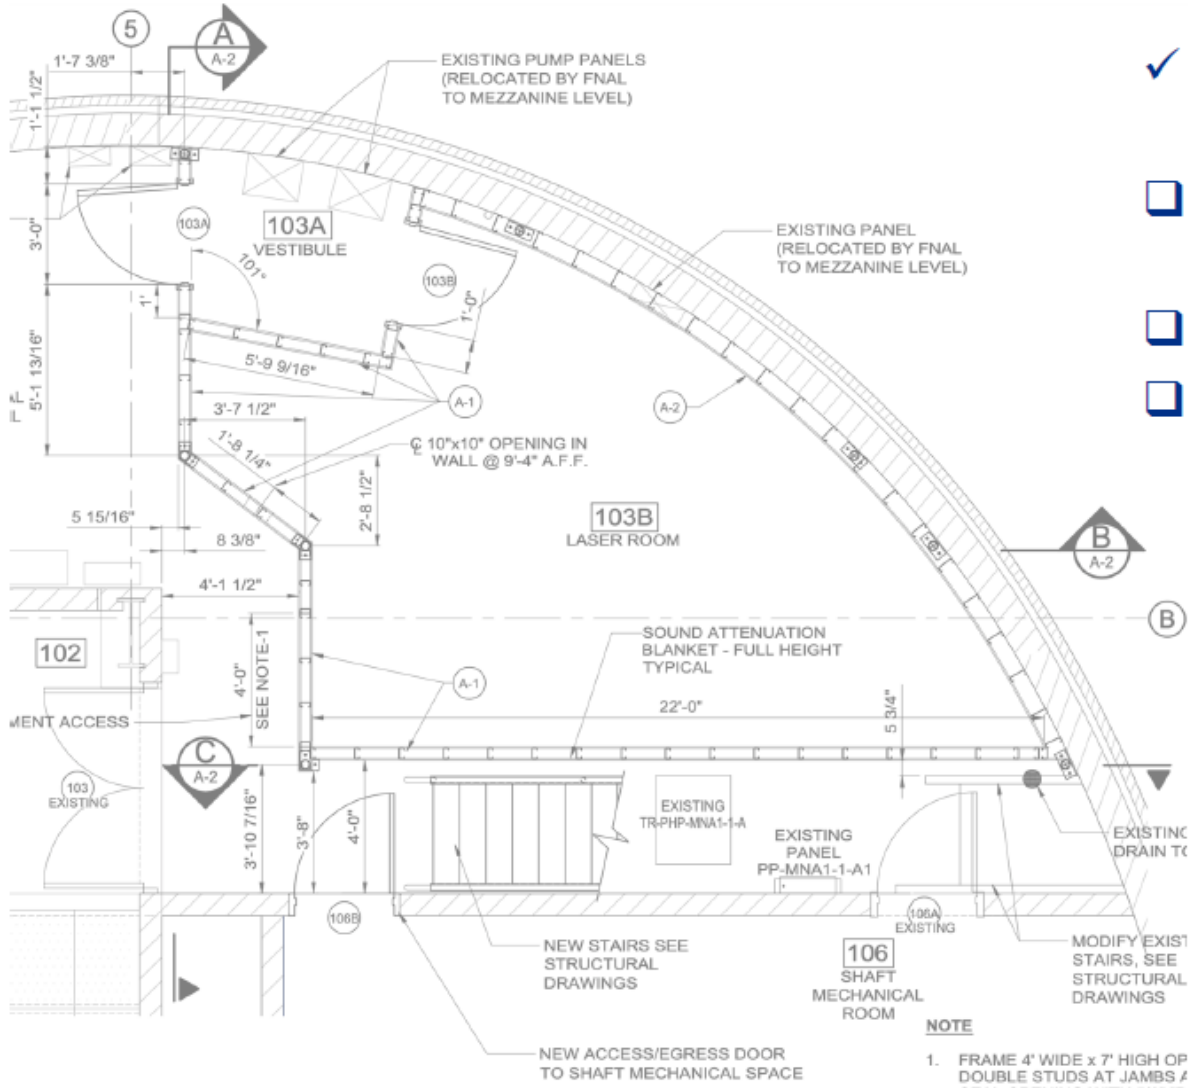 5
A
A-2
1'-7 3/8"
1'-1 1/2"
EXISTING PUMP PANELS
(RELOCATED BY FNAL
TO MEZZANINE LEVEL)
103A
103A
VESTIBULE
3'-0"
101°
103B
1'-0"
EXISTING PANEL
(RELOCATED BY FNAL
TO MEZZANINE LEVEL)
1'
5'-1 13/16"
5'-9 9/16"
A-1
A-2
3'-7 1/2"
1'-8 1/4"
℄ 10"x10" OPENING IN
WALL @ 9'-4" A.F.F.
2'-8 1/2"
5 15/16"
8 3/8"
103B
LASER ROOM
B
A-2
4'-1 1/2"
B
102
4'-0"
SEE NOTE-1
SOUND ATTENUATION
BLANKET - FULL HEIGHT
TYPICAL
A-1
22'-0"
5 3/4"
MENT ACCESS
C
A-2
103
EXISTING
3'-10 7/16"
3'-8"
4'-0"
EXISTING
TR-PHP-MNA1-1-A
EXISTING
PANEL
PP-MNA1-1-A1
EXISTING
DRAIN TO
106B
106A
EXISTING
NEW STAIRS SEE
STRUCTURAL
DRAWINGS
106
SHAFT
MECHANICAL
ROOM
MODIFY EXIST
STAIRS, SEE
STRUCTURAL
DRAWINGS
NEW ACCESS/EGRESS DOOR
TO SHAFT MECHANICAL SPACE
NOTE
1. FRAME 4' WIDE x 7' HIGH OP
DOUBLE STUDS AT JAMBS A